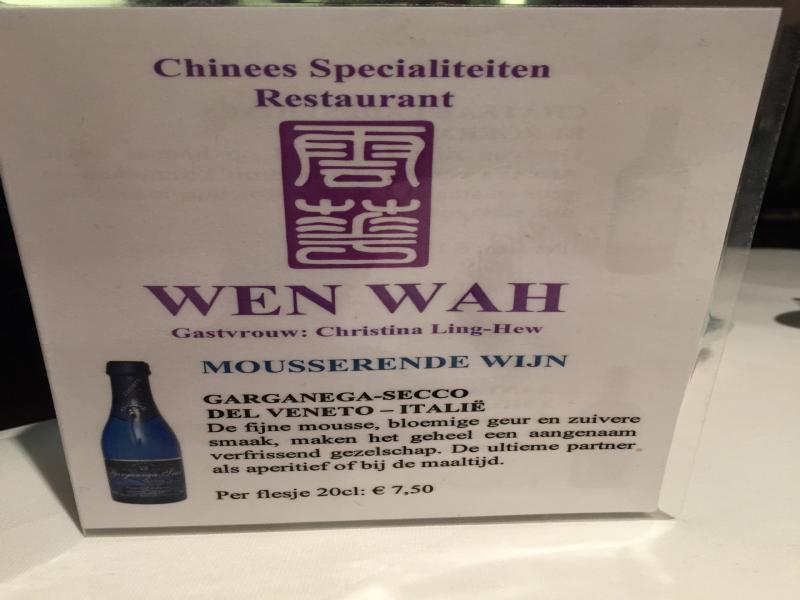 Chinees Specialiteiten
Restaurant
雲華
WEN WAH
Gastvrouw: Christina Ling-Hew
MOUSSERENDE WIJN
GARGANEGA-SECCO
DEL VENETO – ITALIË
De fijne mousse, bloemige geur en zuivere
smaak, maken het geheel een aangenaam
verfrissend gezelschap. De ultieme partner
als aperitief of bij de maaltijd.
Per flesje 20cl: € 7,50